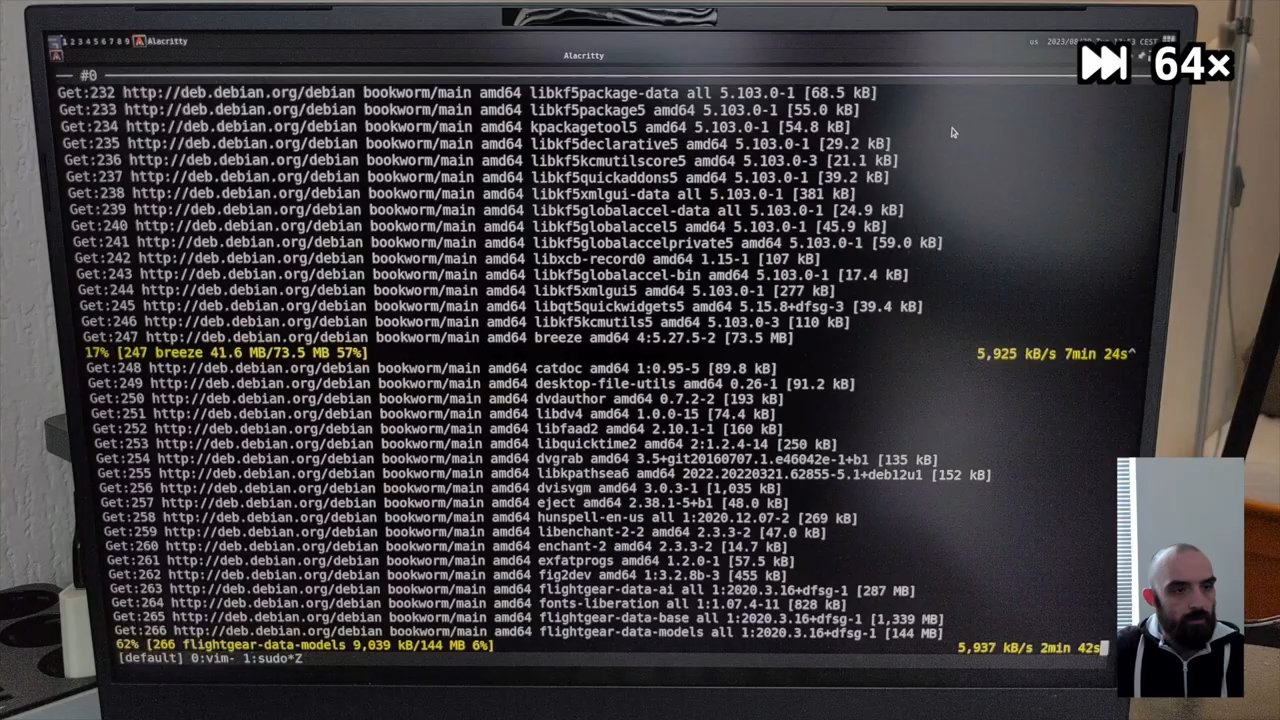 1 2 3 4 5 6 7 8 9 Alacritty
us 2023/08/
CEST
Alacritty
64×
#0
Get:232 http://deb.debian.org/debian bookworm/main amd64 libkf5package-data all 5.103.0-1 [68.5 kB]
Get:233 http://deb.debian.org/debian bookworm/main amd64 libkf5package5 amd64 5.103.0-1 [55.0 kB]
Get:234 http://deb.debian.org/debian bookworm/main amd64 kpackagetool5 amd64 5.103.0-1 [54.8 kB]
Get:235 http://deb.debian.org/debian bookworm/main amd64 libkf5declarative5 amd64 5.103.0-1 [29.2 kB]
Get:236 http://deb.debian.org/debian bookworm/main amd64 libkf5kcmutilscore5 amd64 5.103.0-3 [21.1 kB]
Get:237 http://deb.debian.org/debian bookworm/main amd64 libkf5quickaddons5 amd64 5.103.0-1 [39.2 kB]
Get:238 http://deb.debian.org/debian bookworm/main amd64 libkf5xmlgui-data all 5.103.0-1 [381 kB]
Get:239 http://deb.debian.org/debian bookworm/main amd64 libkf5globalaccel-data all 5.103.0-1 [24.9 kB]
Get:240 http://deb.debian.org/debian bookworm/main amd64 libkf5globalaccel5 amd64 5.103.0-1 [45.9 kB]
Get:241 http://deb.debian.org/debian bookworm/main amd64 libkf5globalaccelprivate5 amd64 5.103.0-1 [59.0 kB]
Get:242 http://deb.debian.org/debian bookworm/main amd64 libxcb-record0 amd64 1.15-1 [107 kB]
Get:243 http://deb.debian.org/debian bookworm/main amd64 libkf5globalaccel-bin amd64 5.103.0-1 [17.4 kB]
Get:244 http://deb.debian.org/debian bookworm/main amd64 libkf5xmlgui5 amd64 5.103.0-1 [277 kB]
Get:245 http://deb.debian.org/debian bookworm/main amd64 libqt5quickwidgets5 amd64 5.15.8+dfsg-3 [39.4 kB]
Get:246 http://deb.debian.org/debian bookworm/main amd64 libkf5kcmutils5 amd64 5.103.0-3 [110 kB]
Get:247 http://deb.debian.org/debian bookworm/main amd64 breeze amd64 4:5.27.5-2 [73.5 MB]
17% [247 breeze 41.6 MB/73.5 MB 57%] 5,925 kB/s 7min 24s^
Get:248 http://deb.debian.org/debian bookworm/main amd64 catdoc amd64 1:0.95-5 [89.8 kB]
Get:249 http://deb.debian.org/debian bookworm/main amd64 desktop-file-utils amd64 0.26-1 [91.2 kB]
Get:250 http://deb.debian.org/debian bookworm/main amd64 dvdauthor amd64 0.7.2-2 [193 kB]
Get:251 http://deb.debian.org/debian bookworm/main amd64 libdv4 amd64 1.0.0-15 [74.4 kB]
Get:252 http://deb.debian.org/debian bookworm/main amd64 libfaad2 amd64 2.10.1-1 [160 kB]
Get:253 http://deb.debian.org/debian bookworm/main amd64 libquicktime2 amd64 2:1.2.4-14 [250 kB]
Get:254 http://deb.debian.org/debian bookworm/main amd64 dvgrab amd64 3.5+git20160707.1.e46042e-1+b1 [135 kB]
Get:255 http://deb.debian.org/debian bookworm/main amd64 libkpathsea6 amd64 2022.20220321.62855-5.1+deb12u1 [152 kB]
Get:256 http://deb.debian.org/debian bookworm/main amd64 dvisvgm amd64 3.0.3-1 [1,035 kB]
Get:257 http://deb.debian.org/debian bookworm/main amd64 eject amd64 2.38.1-5+b1 [48.0 kB]
Get:258 http://deb.debian.org/debian bookworm/main amd64 hunspell-en-us all 1:2020.12.07-2 [269 kB]
Get:259 http://deb.debian.org/debian bookworm/main amd64 libenchant-2-2 amd64 2.3.3-2 [47.0 kB]
Get:260 http://deb.debian.org/debian bookworm/main amd64 enchant-2 amd64 2.3.3-2 [14.7 kB]
Get:261 http://deb.debian.org/debian bookworm/main amd64 exfatprogs amd64 1.2.0-1 [57.5 kB]
Get:262 http://deb.debian.org/debian bookworm/main amd64 fig2dev amd64 1:3.2.8b-3 [455 kB]
Get:263 http://deb.debian.org/debian bookworm/main amd64 flightgear-data-ai all 1:2020.3.16+dfsg-1 [287 MB]
Get:264 http://deb.debian.org/debian bookworm/main amd64 fonts-liberation all 1:1.07.4-11 [828 kB]
Get:265 http://deb.debian.org/debian bookworm/main amd64 flightgear-data-base all 1:2020.3.16+dfsg-1 [1,339 MB]
Get:266 http://deb.debian.org/debian bookworm/main amd64 flightgear-data-models all 1:2020.3.16+dfsg-1 [144 MB]
62% [266 flightgear-data-models 9,039 kB/144 MB 6%] 5,937 kB/s 2min 42s
[default] 0:vim- 1:sudo*Z